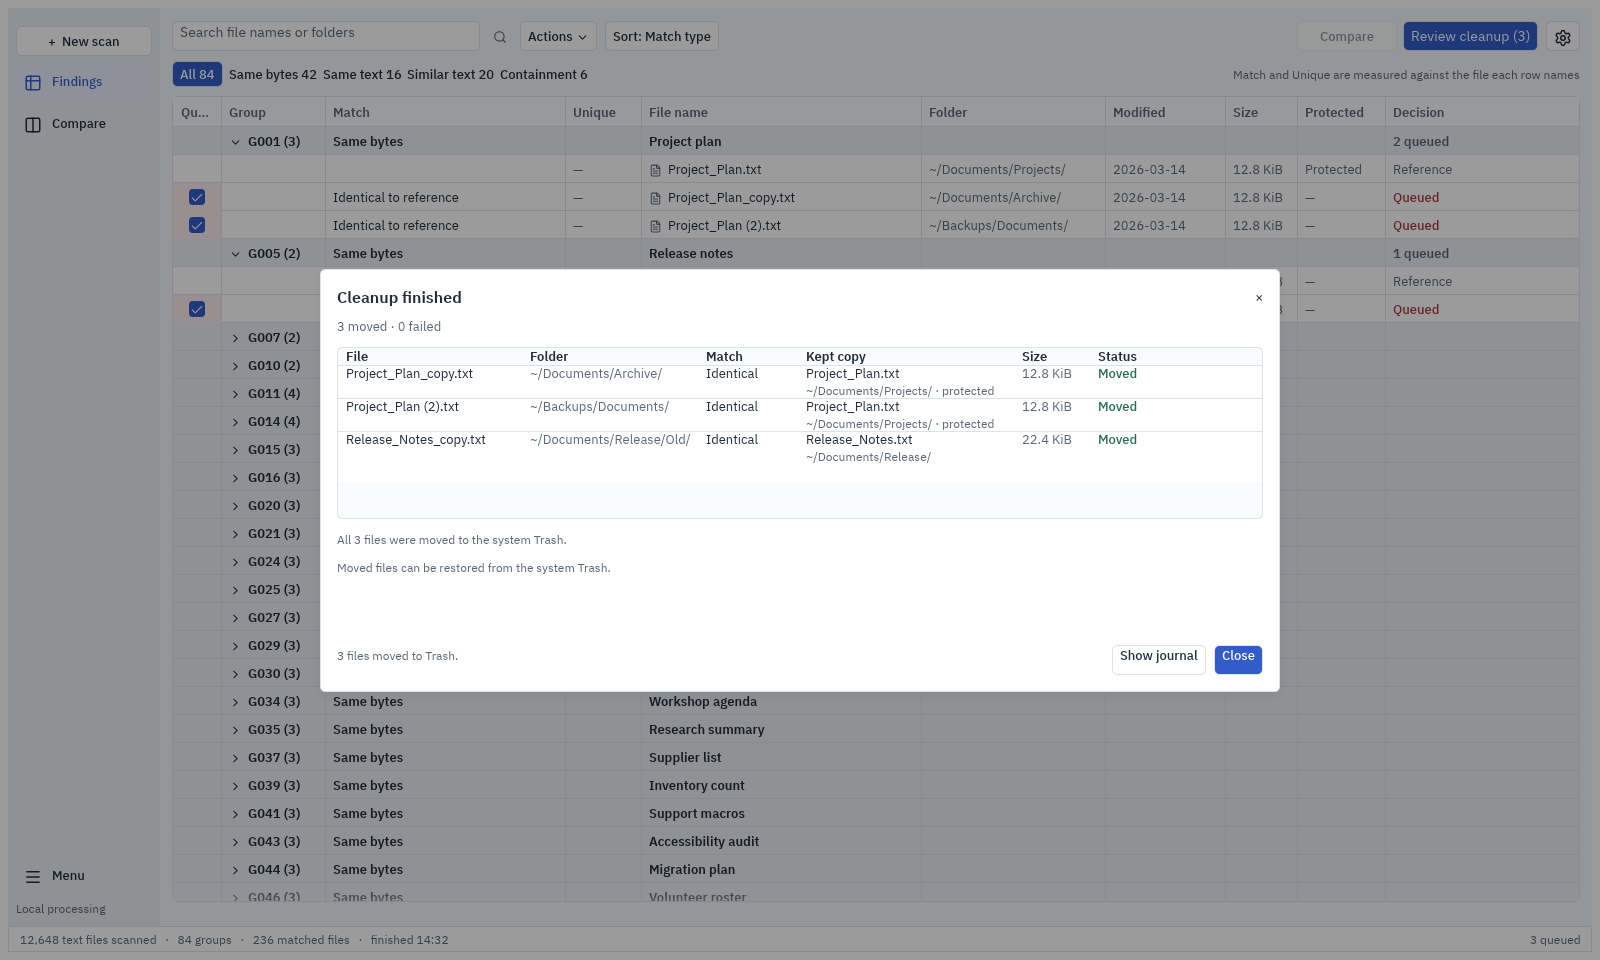 + New scan
Findings
Compare
Menu
Local processing
Search file names or folders
Actions
Sort: Match type
Compare
Review cleanup (3)
All 84
Same bytes 42
Same text 16
Similar text 20
Containment 6
Match and Unique are measured against the file each row names
Qu... Group Match Unique File name Folder Modified Size Protected Decision
G001 (3) Same bytes Project plan 2 queued
— Project_Plan.txt ~/Documents/Projects/ 2026-03-14 12.8 KiB Protected Reference
Identical to reference — Project_Plan_copy.txt ~/Documents/Archive/ 2026-03-14 12.8 KiB — Queued
Identical to reference — Project_Plan (2).txt ~/Backups/Documents/ 2026-03-14 12.8 KiB — Queued
G005 (2) Same bytes Release notes 1 queued
— Reference
— Queued
G007 (2)
G010 (2)
G011 (4)
G014 (4)
G015 (3)
G016 (3)
G020 (3)
G021 (3)
G024 (3)
G025 (3)
G027 (3)
G029 (3)
G030 (3)
G034 (3) Same bytes Workshop agenda
G035 (3) Same bytes Research summary
G037 (3) Same bytes Supplier list
G039 (3) Same bytes Inventory count
G041 (3) Same bytes Support macros
G043 (3) Same bytes Accessibility audit
G044 (3) Same bytes Migration plan
G046 (3) Same bytes Volunteer roster
Cleanup finished
×
3 moved · 0 failed
File Folder Match Kept copy Size Status
Project_Plan_copy.txt ~/Documents/Archive/ Identical Project_Plan.txt 12.8 KiB Moved
~/Documents/Projects/ · protected
Project_Plan (2).txt ~/Backups/Documents/ Identical Project_Plan.txt 12.8 KiB Moved
~/Documents/Projects/ · protected
Release_Notes_copy.txt ~/Documents/Release/Old/ Identical Release_Notes.txt 22.4 KiB Moved
~/Documents/Release/
All 3 files were moved to the system Trash.
Moved files can be restored from the system Trash.
3 files moved to Trash.
Show journal
Close
12,648 text files scanned · 84 groups · 236 matched files · finished 14:32
3 queued